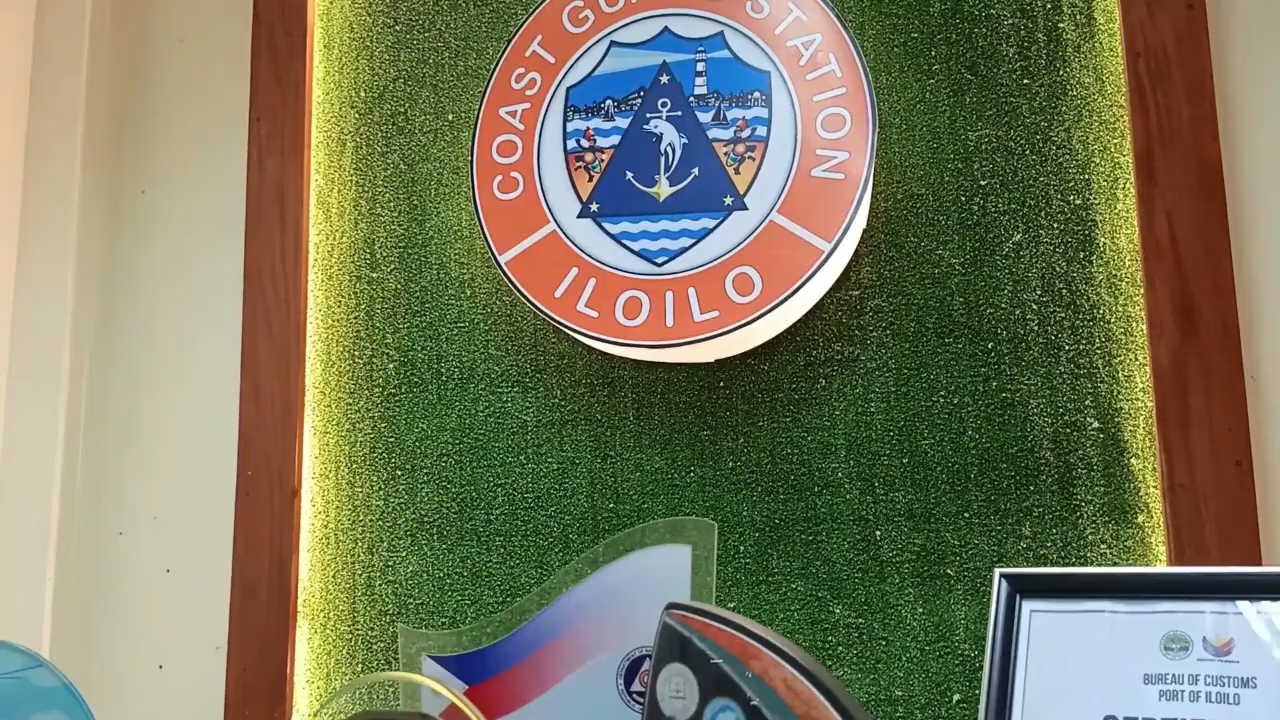 COAST GUARD STATION
ILOILO
BUREAU OF CUSTOMS
PORT OF ILOILO